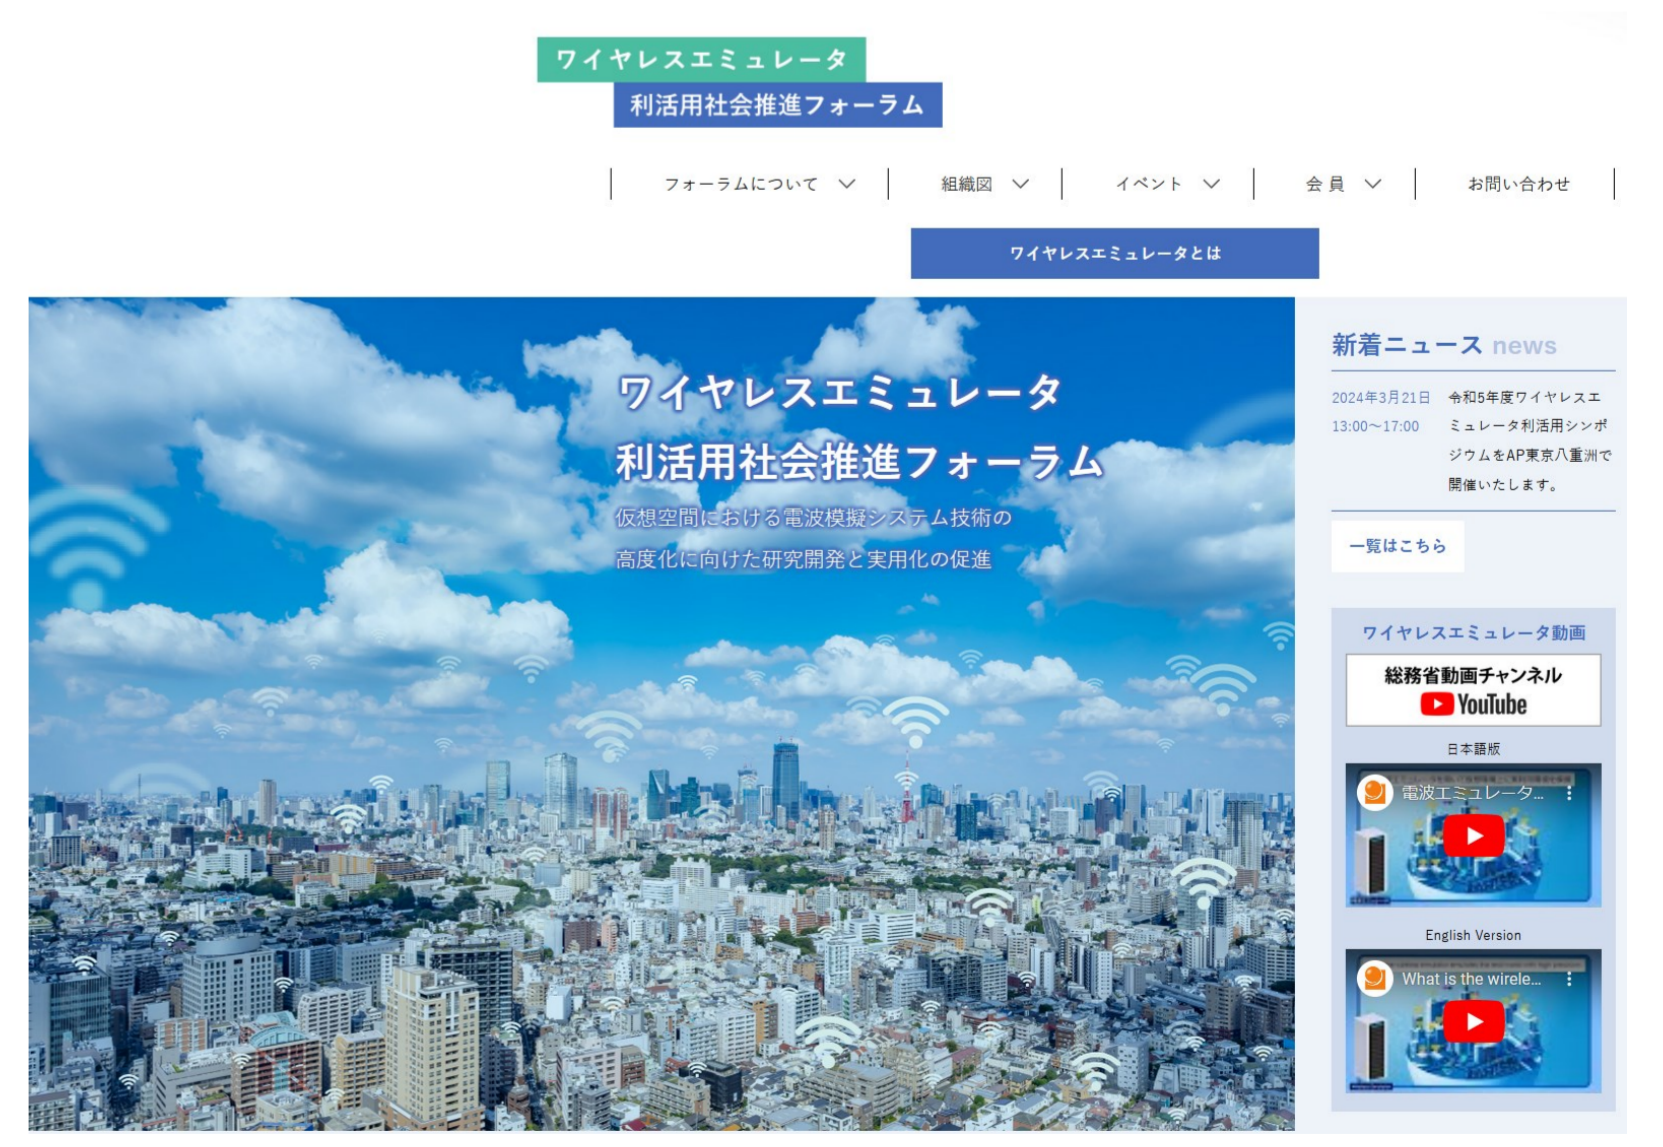 ワイヤレスエミュレータ
利活用社会推進フォーラム
フォーラムについて
組織図
イベント
会 員
お問い合わせ
ワイヤレスエミュレータとは
ワイヤレスエミュレータ
利活用社会推進フォーラム
仮想空間における電波模擬システム技術の
高度化に向けた研究開発と実用化の促進
新着ニュース news
2024年3月21日
13:00～17:00
令和5年度ワイヤレスエ
ミュレータ利活用シンポ
ジウムをAP東京八重洲で
開催いたします。
一覧はこちら
ワイヤレスエミュレータ動画
総務省動画チャンネル
YouTube
日本語版
電波エミュレータ...
English Version
What is the wirele...